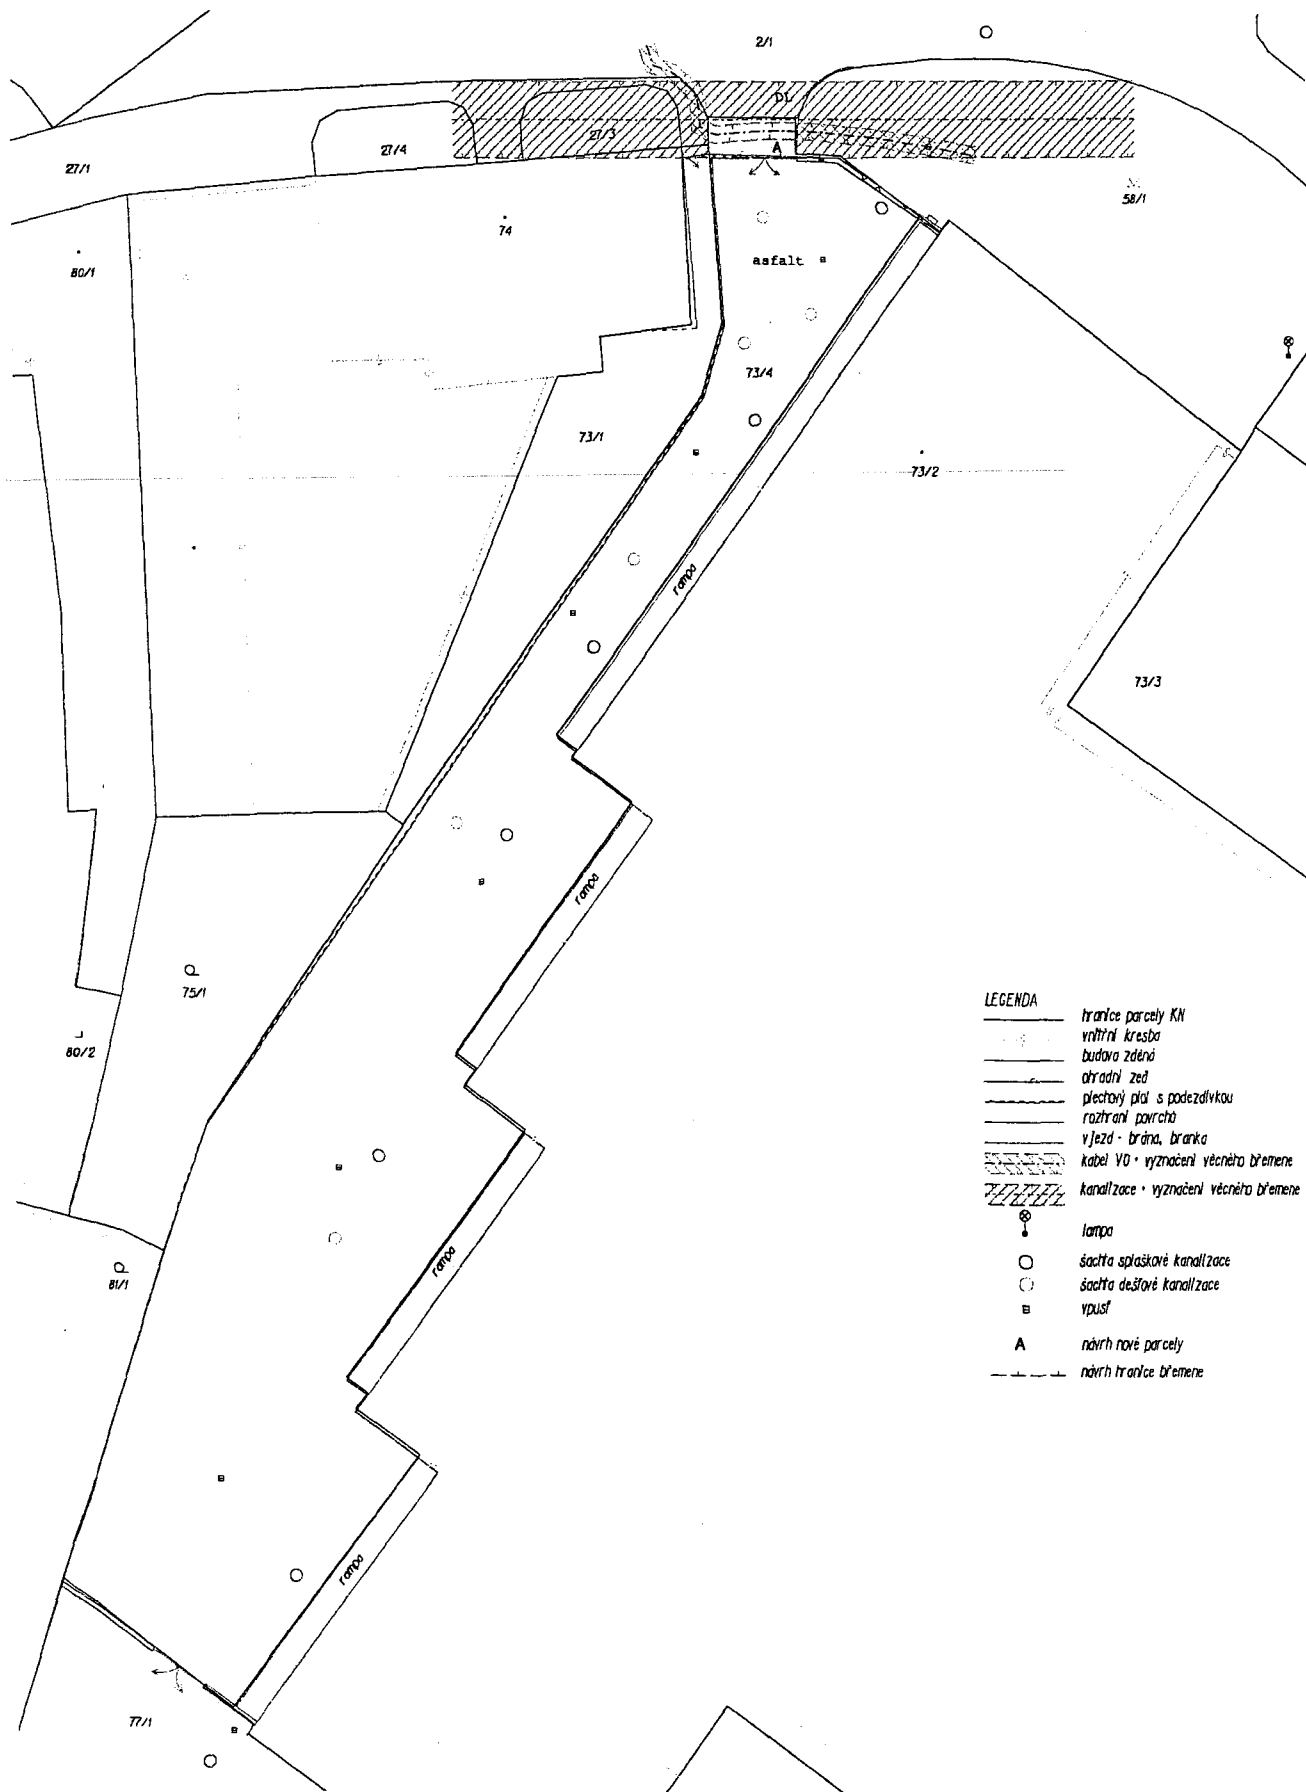 2/1
DL
27/3
27/4
27/1
A
58/1
74
80/1
asfalt
73/4
73/1
73/2
rampa
73/3
rampa
75/1
80/2
rampa
81/1
rampa
77/1
LEGENDA
hranice parcely KN
vnitřní kresba
budova zděná
ohradní zeď
plechový plot s podezdívkou
rozhraní povrchů
vjezd - brána, branka
kabel VO - vyznačení věcného břemene
kanalizace - vyznačení věcného břemene
lampa
šachta splaškové kanalizace
šachta dešťové kanalizace
vpusť
A návrh nové parcely
návrh hranice břemene